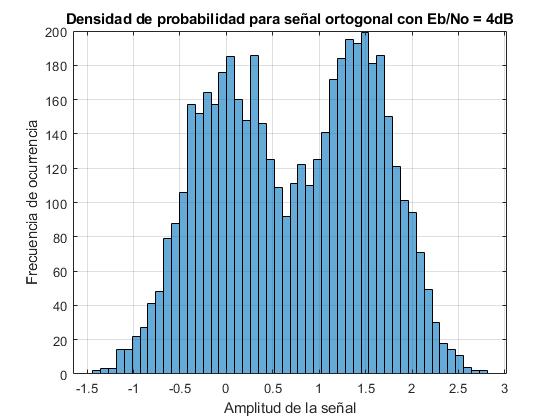 Densidad de probabilidad para señal ortogonal con Eb/No = 4dB
200
180
160
140
120
100
80
60
40
20
0
Frecuencia de ocurrencia
-1.5 -1 -0.5 0 0.5 1 1.5 2 2.5 3
Amplitud de la señal